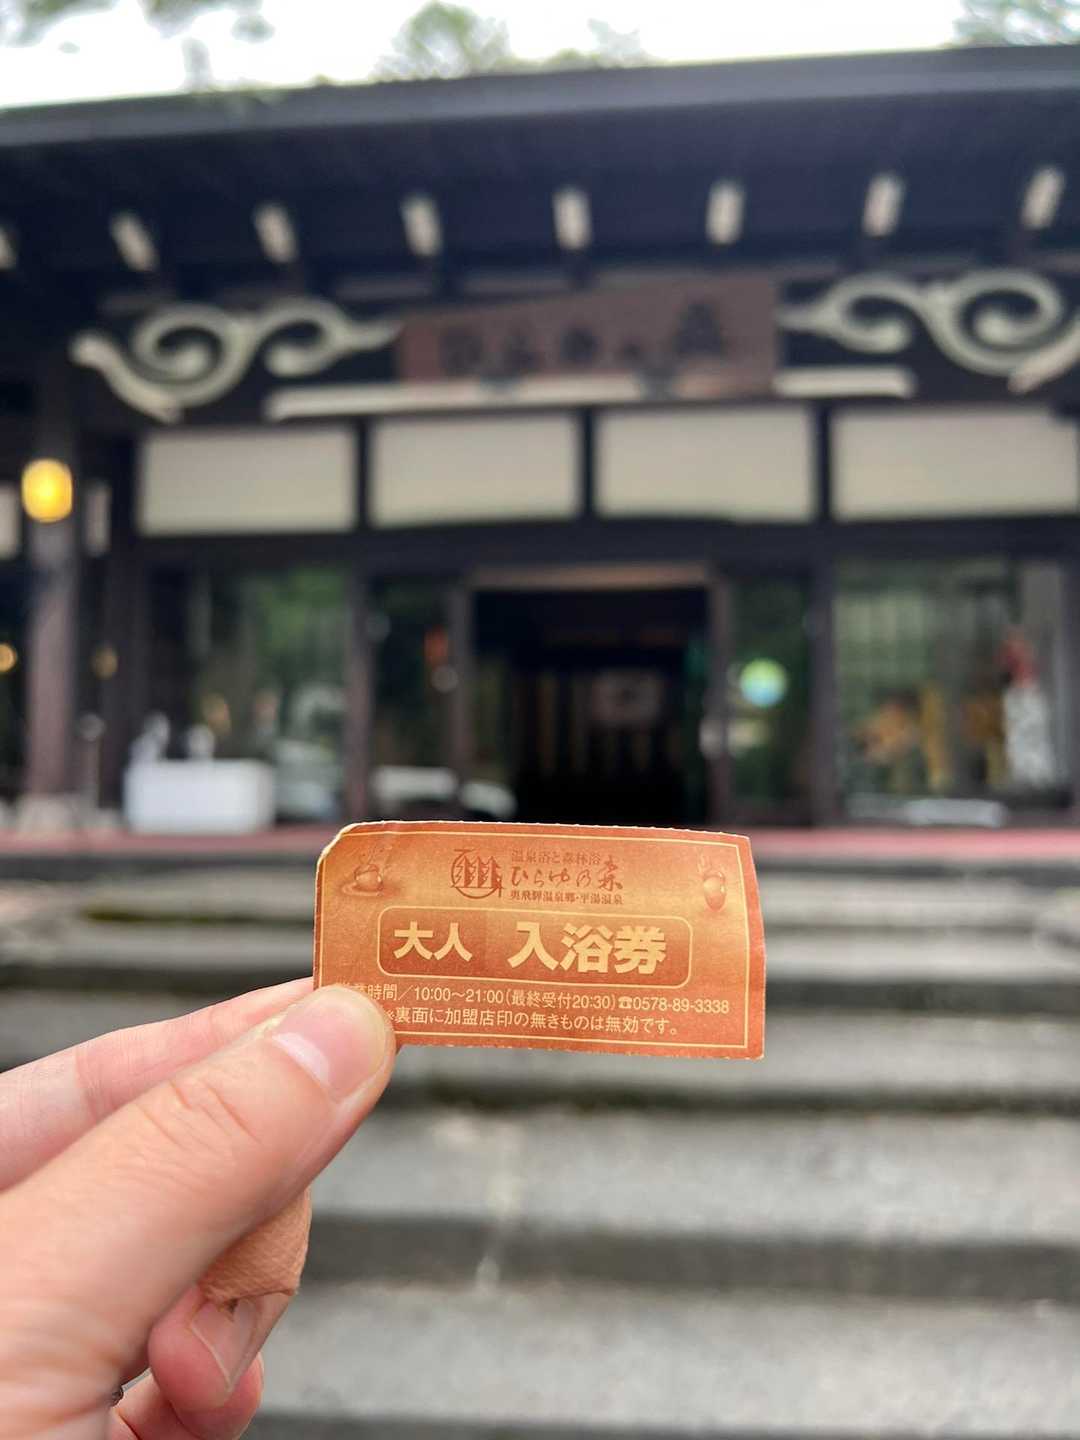 温泉浴と森林浴
ひらゆの森
奥飛騨温泉郷・平湯温泉
大人 入浴券
時間／10:00〜21:00(最終受付20:30)☎0578-89-3338
※裏面に加盟店印の無きものは無効です。